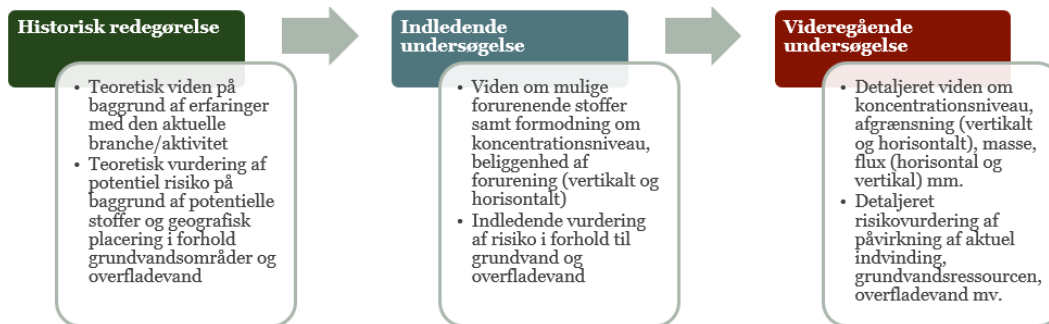 Historisk redegørelse
• Teoretisk viden på
baggrund af erfaringer
med den aktuelle
branche/aktivitet
• Teoretisk vurdering af
potentiel risiko på
baggrund af potentielle
stoffer og geografisk
placering i forhold
grundvandsområder og
overfladevand
Indledende
undersøgelse
• Viden om mulige
forurenende stoffer
samt formodning om
koncentrationsniveau,
beliggenhed af
forurening (vertikalt og
horisontalt)
• Indledende vurdering
af risiko i forhold til
grundvand og
overfladevand
Videregående
undersøgelse
• Detaljeret viden om
koncentrationsniveau,
afgrænsning (vertikalt
og horisontalt), masse,
flux (horisontal og
vertikal) mm.
• Detaljeret
risikovurdering af
påvirkning af aktuel
indvinding,
grundvandsressourcen,
overfladevand mv.